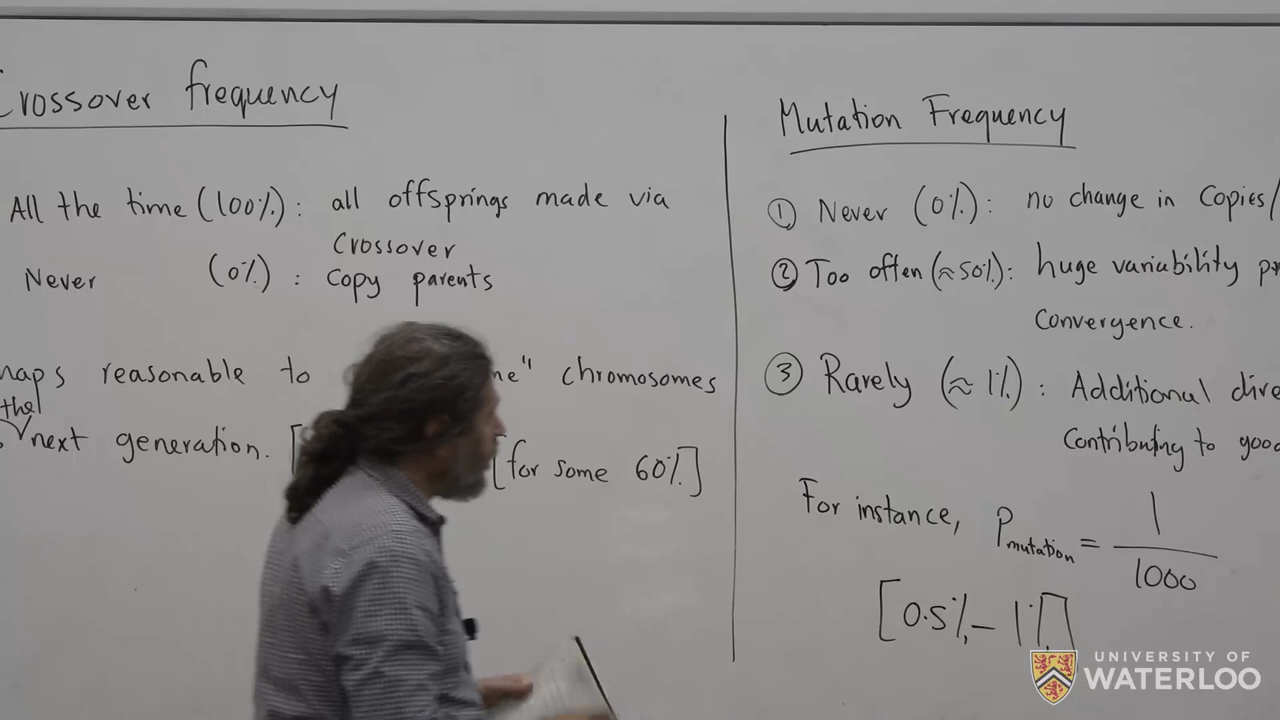 Crossover frequency
All the time (100%): all offsprings made via
Crossover
Never (0%): Copy parents
reasonable to chromosomes
the
next generation. [ [for some 60%]
Mutation Frequency
① Never (0%): no change in Copies/
② Too often (≈50%): huge variability
Convergence.
③ Rarely (≈1%): Additional
Contributing to good
For instance, Pmutation = 1/1000
[0.5% - 1%]
UNIVERSITY OF
WATERLOO